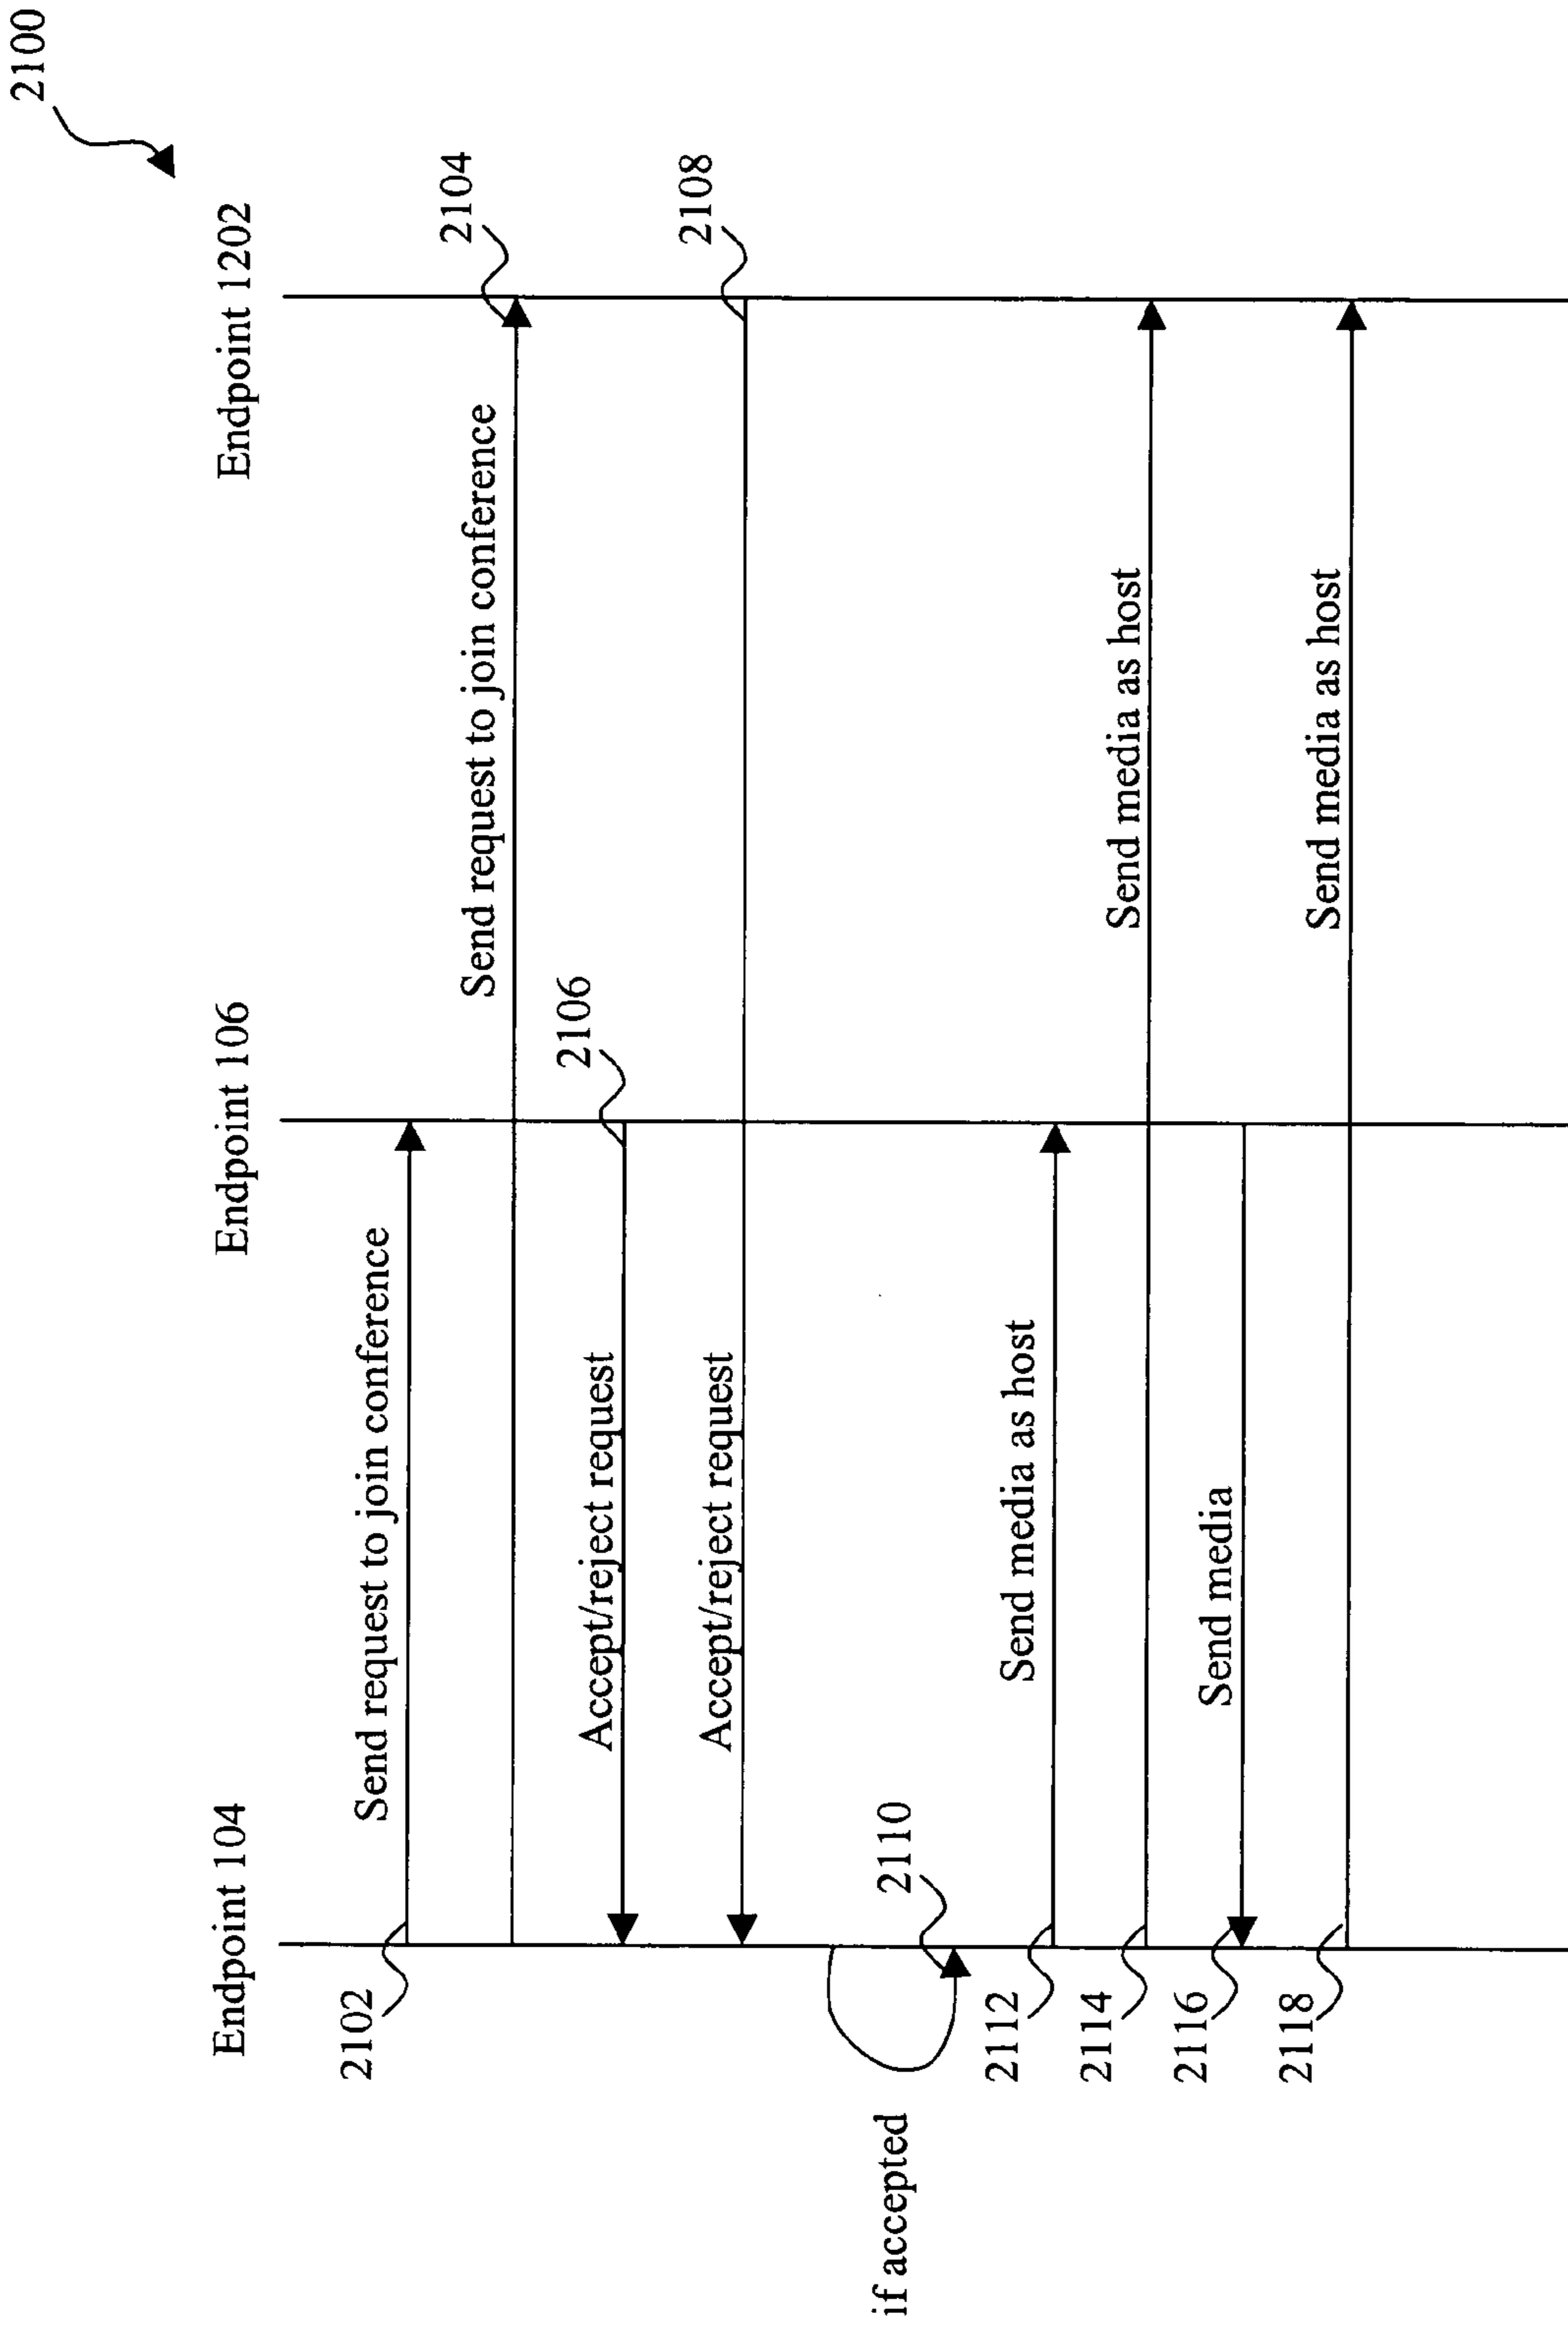 2100
Endpoint 104
Endpoint 106
Endpoint 1202
2102
Send request to join conference
2104
Send request to join conference
2106
Accept/reject request
2108
Accept/reject request
if accepted
2110
2112
Send media as host
2114
Send media as host
2116
Send media
2118
Send media as host